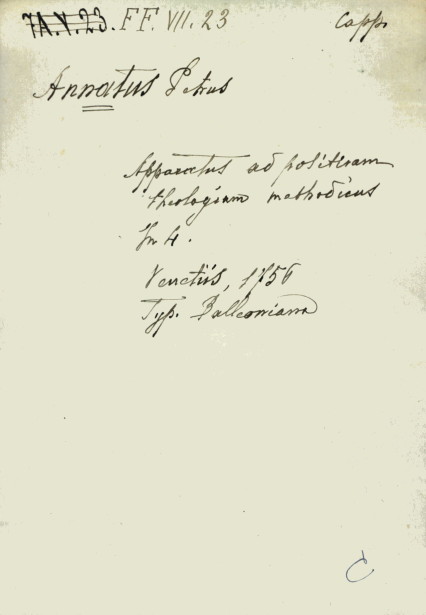 7A.V.23. FF. VII. 23 Capp.
Annatus Petrus
Apparatus ad positivam
theologiam methodicus
In 4.
Venetiis, 1756
Typ. Balleoniana
C